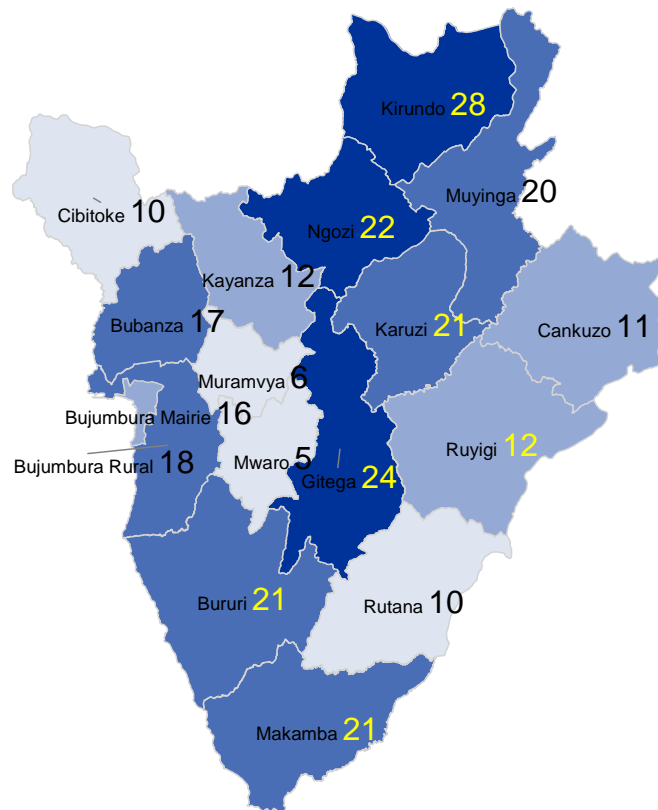 Kirundo 28
Muyinga 20
Cibitoke 10
Ngozi 22
Kayanza 12
Bubanza 17
Karuzi 21
Cankuzo 11
Muramvya 6
Bujumbura Mairie 16
Ruyigi 12
Mwaro 5
Bujumbura Rural 18
Gitega 24
Bururi 21
Rutana 10
Makamba 21